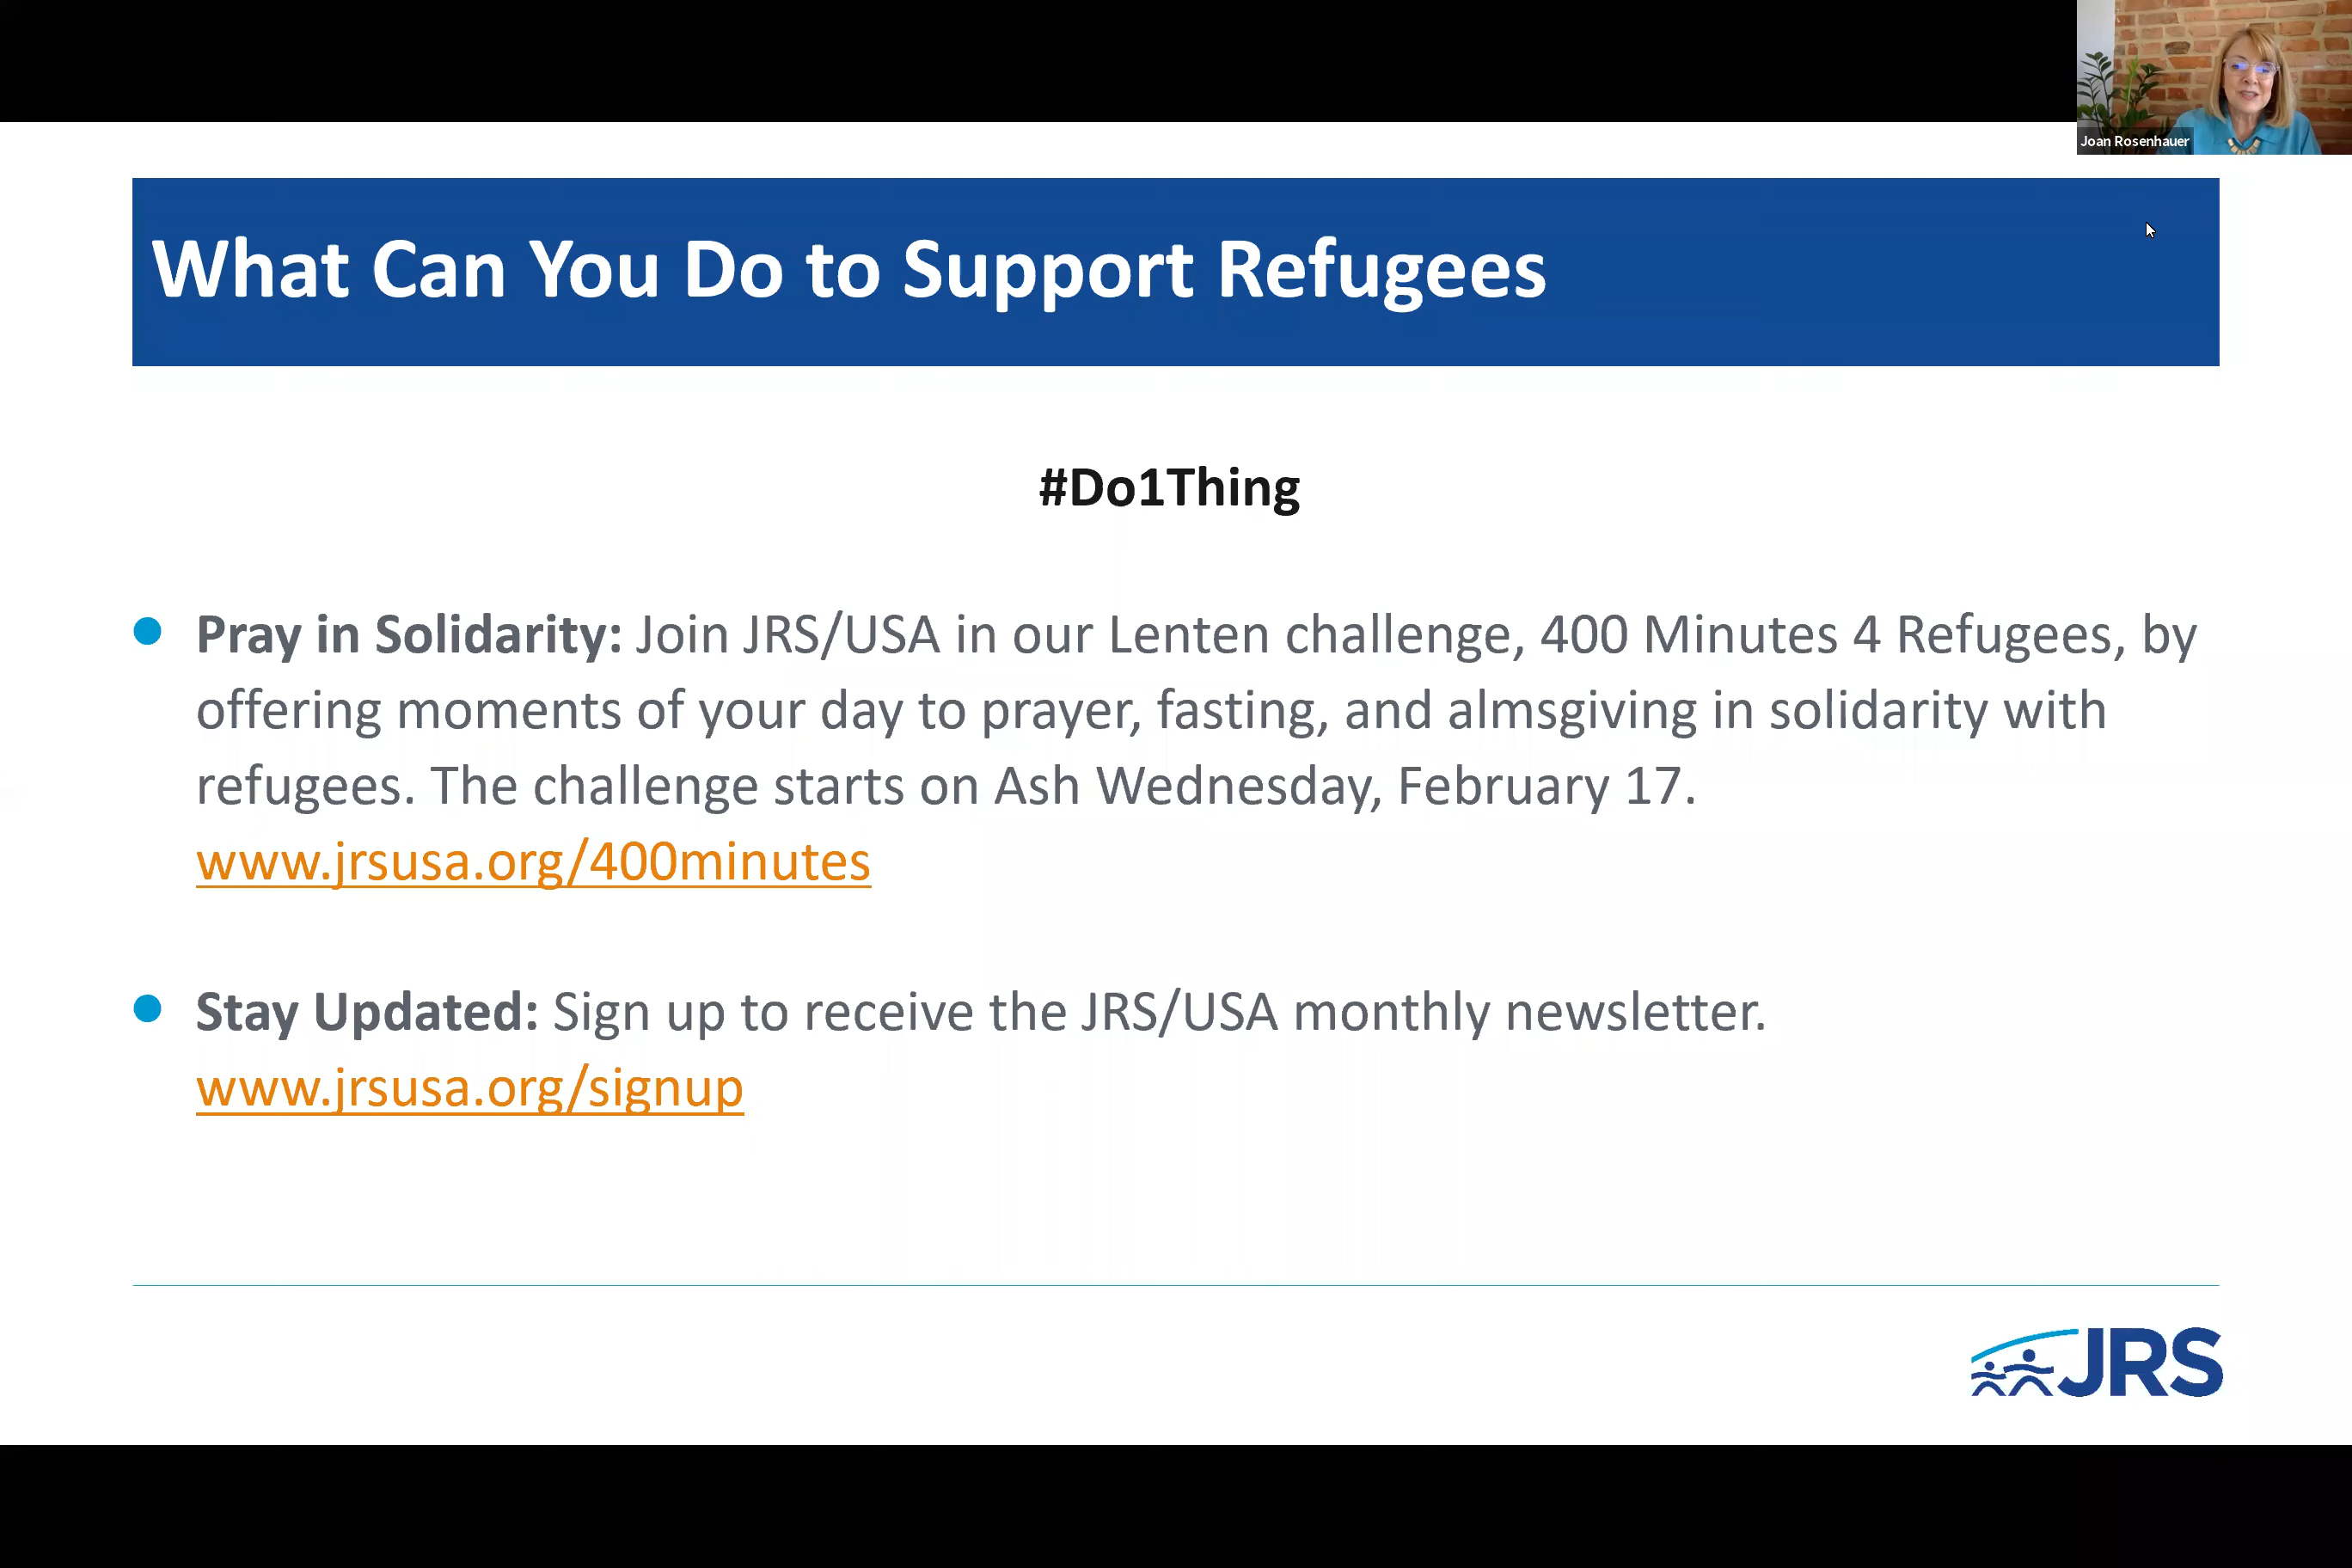 Joan Rosenhauer
What Can You Do to Support Refugees
#Do1Thing
Pray in Solidarity: Join JRS/USA in our Lenten challenge, 400 Minutes 4 Refugees, by
offering moments of your day to prayer, fasting, and almsgiving in solidarity with
refugees. The challenge starts on Ash Wednesday, February 17.
www.jrsusa.org/400minutes
Stay Updated: Sign up to receive the JRS/USA monthly newsletter.
www.jrsusa.org/signup
JRS